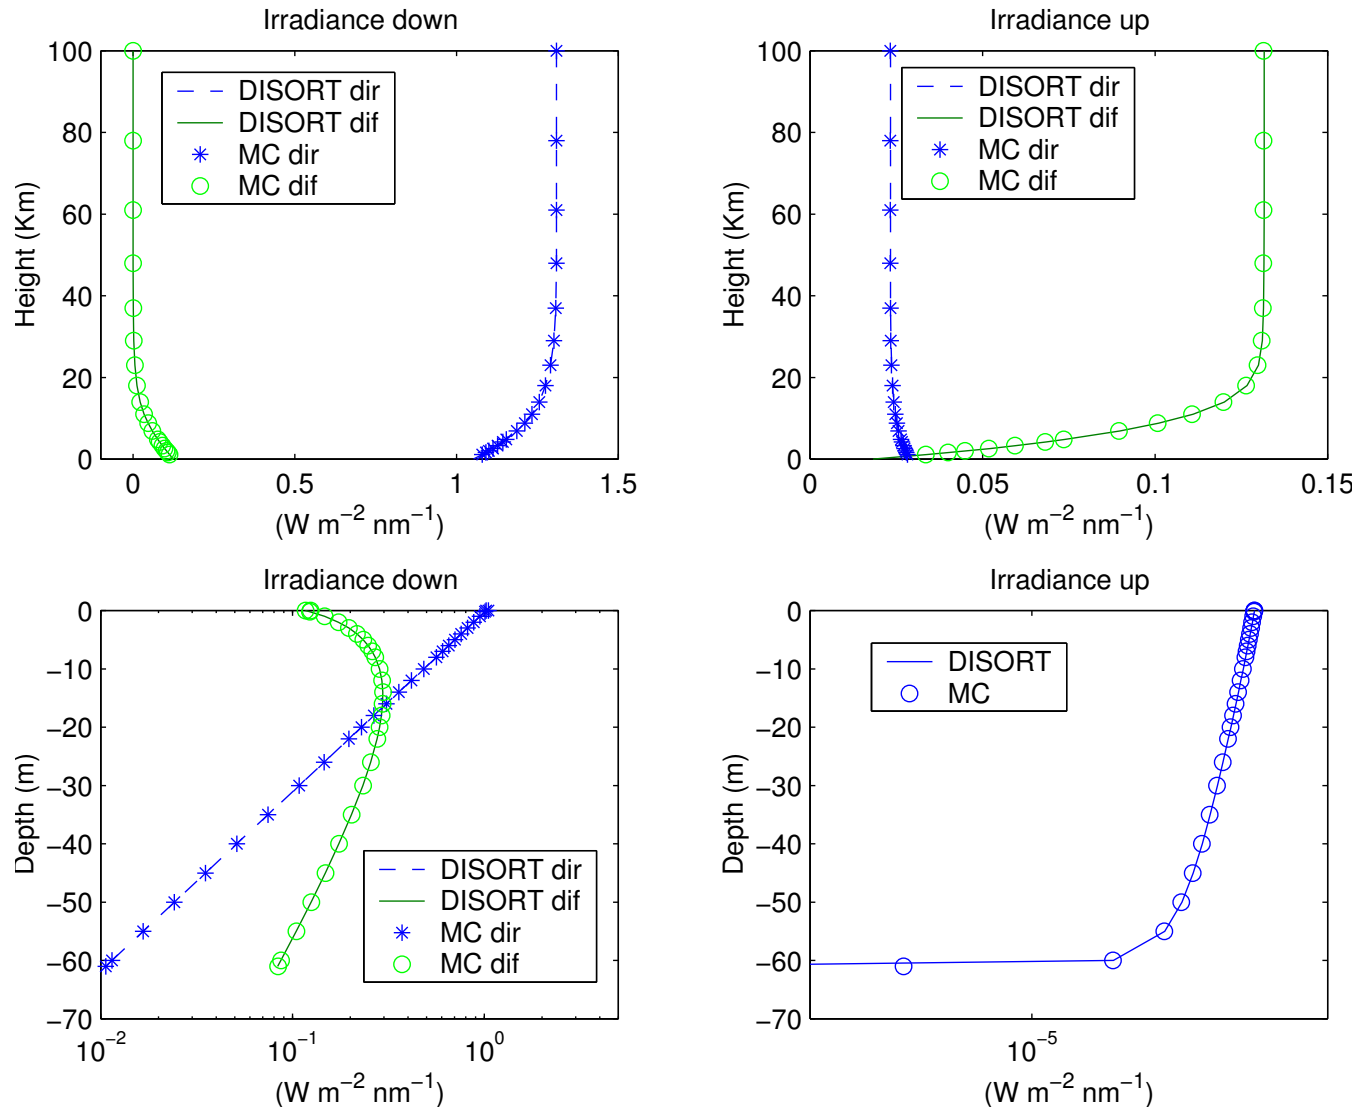 Irradiance down
100
80
60
40
20
0
Height (Km)
DISORT dir
DISORT dif
MC dir
MC dif
0
0.5
1
1.5
(W m−2 nm−1)
Irradiance up
100
80
60
40
20
0
Height (Km)
DISORT dir
DISORT dif
MC dir
MC dif
0
0.05
0.1
0.15
(W m−2 nm−1)
Irradiance down
0
−10
−20
−30
−40
−50
−60
−70
Depth (m)
DISORT dir
DISORT dif
MC dir
MC dif
10−2
10−1
100
(W m−2 nm−1)
Irradiance up
0
−10
−20
−30
−40
−50
−60
−70
Depth (m)
DISORT
MC
10−5
(W m−2 nm−1)